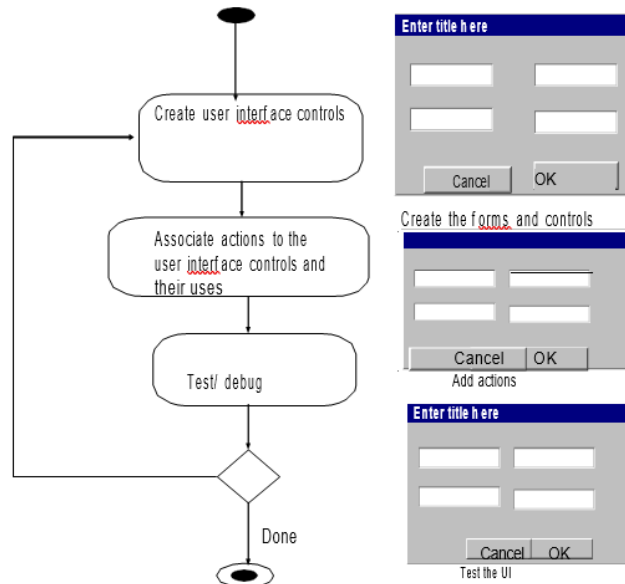 Create user interface controls
Associate actions to the
user interface controls and
their uses
Test/ debug
Done
Enter title here
Cancel
OK
Create the forms and controls
Cancel
OK
Add actions
Enter title here
Cancel
OK
Test the UI